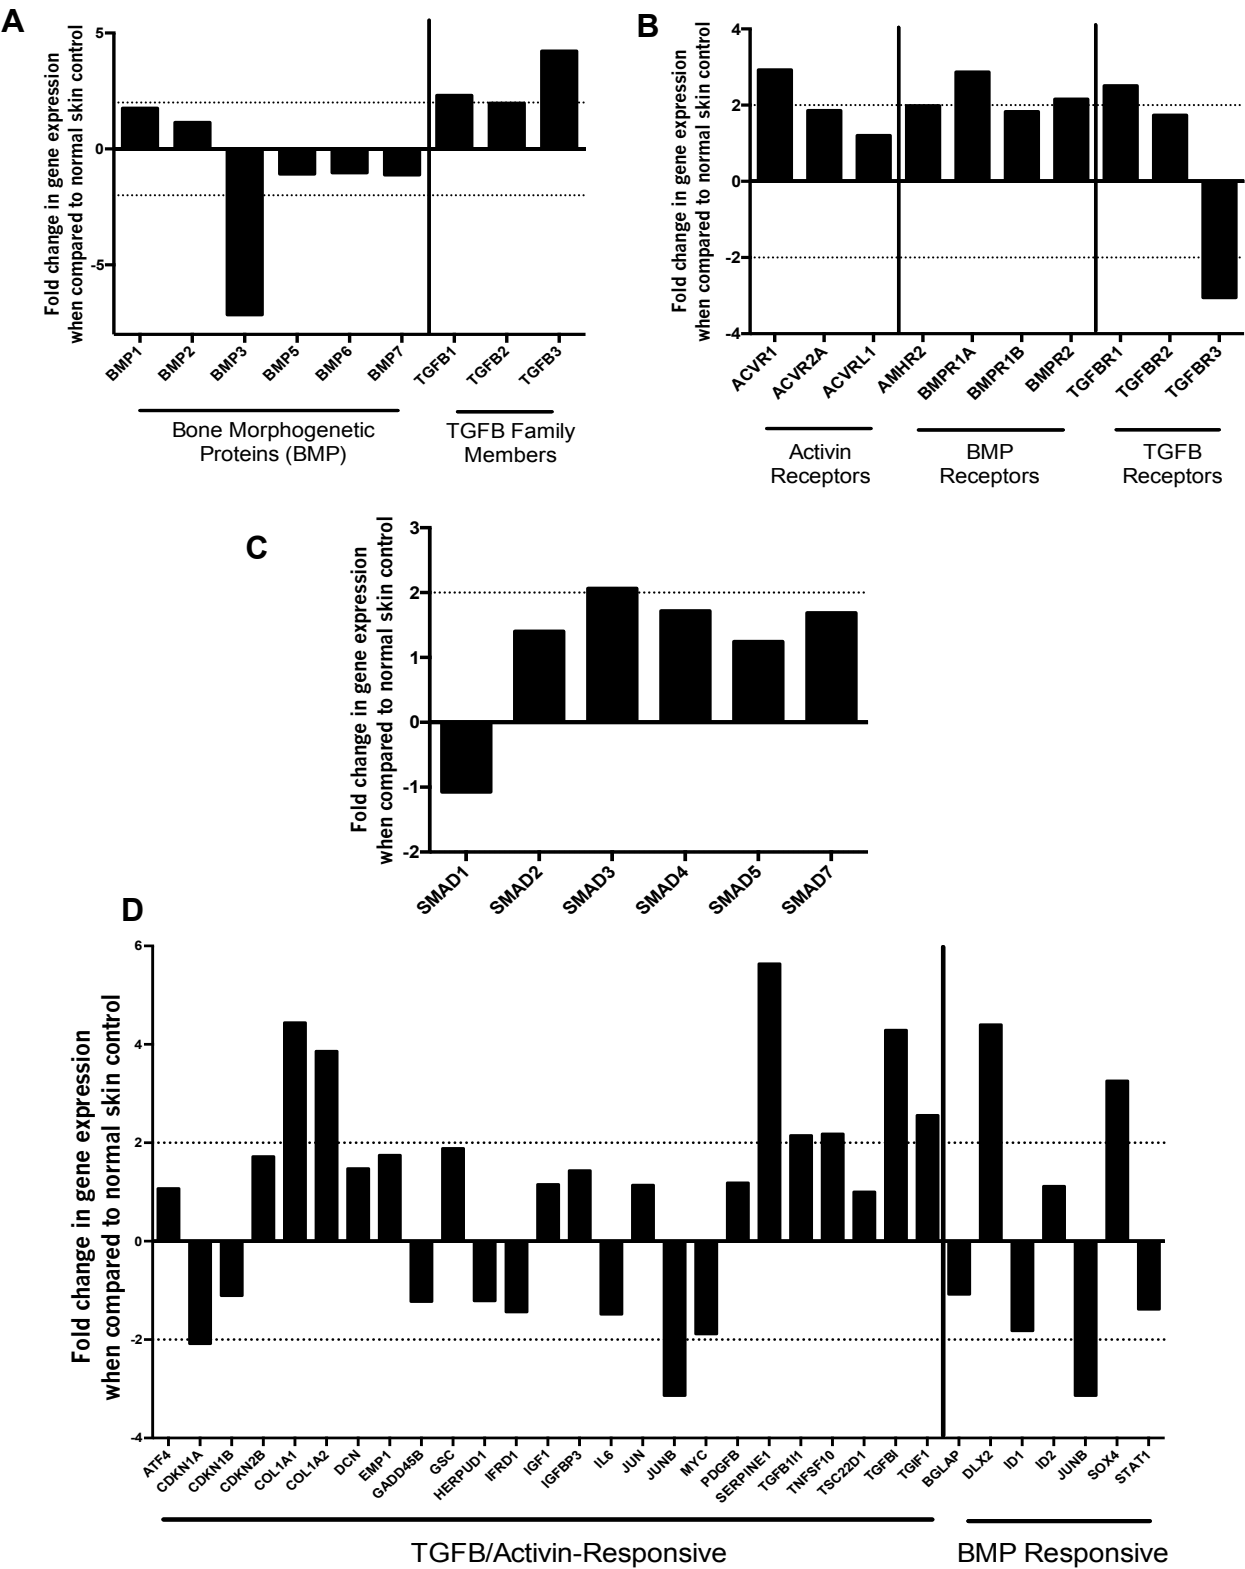 A
Fold change in gene expression
when compared to normal skin control
5
0
-5
BMP1
BMP2
BMP3
BMP5
BMP6
BMP7
TGFB1
TGFB2
TGFB3
Bone Morphogenetic
Proteins (BMP)
TGFB Family
Members
B
Fold change in gene expression
when compared to normal skin control
4
2
0
-2
-4
ACVR1
ACVR2A
ACVRL1
AMHR2
BMPR1A
BMPR1B
BMPR2
TGFBR1
TGFBR2
TGFBR3
Activin
Receptors
BMP
Receptors
TGFB
Receptors
C
Fold change in gene expression
when compared to normal skin control
3
2
1
0
-1
-2
SMAD1
SMAD2
SMAD3
SMAD4
SMAD5
SMAD7
D
Fold change in gene expression
when compared to normal skin control
6
4
2
0
-2
-4
ATF4
CDKN1A
CDKN1B
CDKN2B
COL1A1
COL1A2
DCN
EMP1
GADD45B
GSC
HERPUD1
IFRD1
IGF1
IGFBP3
IL6
JUN
JUNB
MYC
PDGFB
SERPINE1
TGFB1I1
TNFSF10
TSC22D1
TGFBI
TGIF1
BGLAP
DLX2
ID1
ID2
JUNB
SOX4
STAT1
TGFB/Activin-Responsive
BMP Responsive